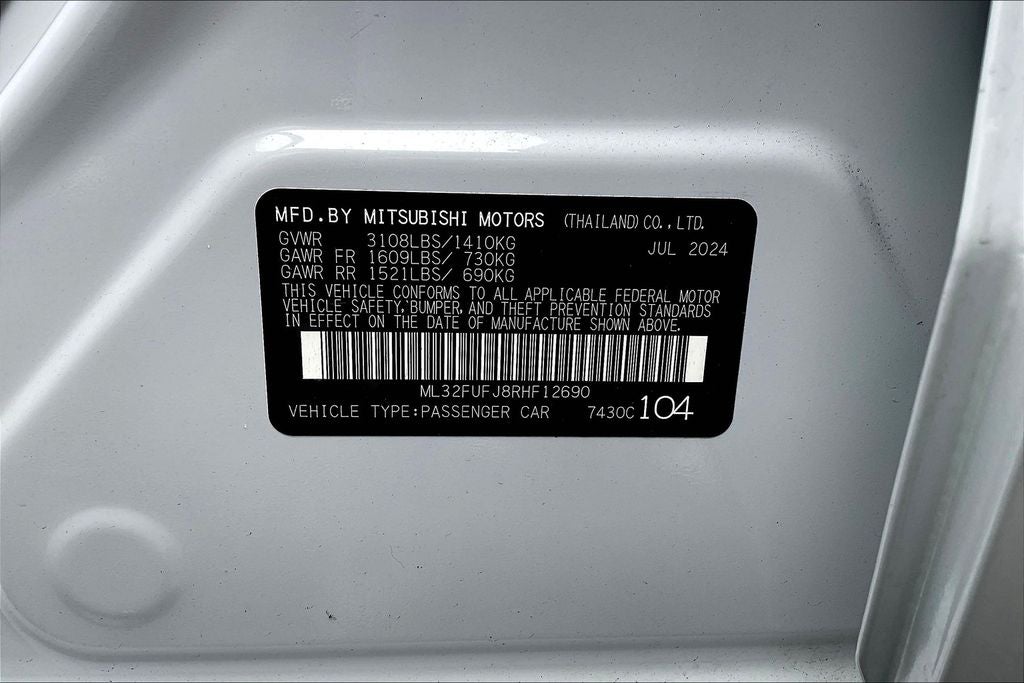 MFD.BY MITSUBISHI MOTORS (THAILAND) CO., LTD.
GVWR 3108LBS/1410KG JUL 2024
GAWR FR 1609LBS/ 730KG
GAWR RR 1521LBS/ 690KG
THIS VEHICLE CONFORMS TO ALL APPLICABLE FEDERAL MOTOR
VEHICLE SAFETY, BUMPER, AND THEFT PREVENTION STANDARDS
IN EFFECT ON THE DATE OF MANUFACTURE SHOWN ABOVE.
ML32FUFJ8RHF12690
VEHICLE TYPE:PASSENGER CAR 7430C 104